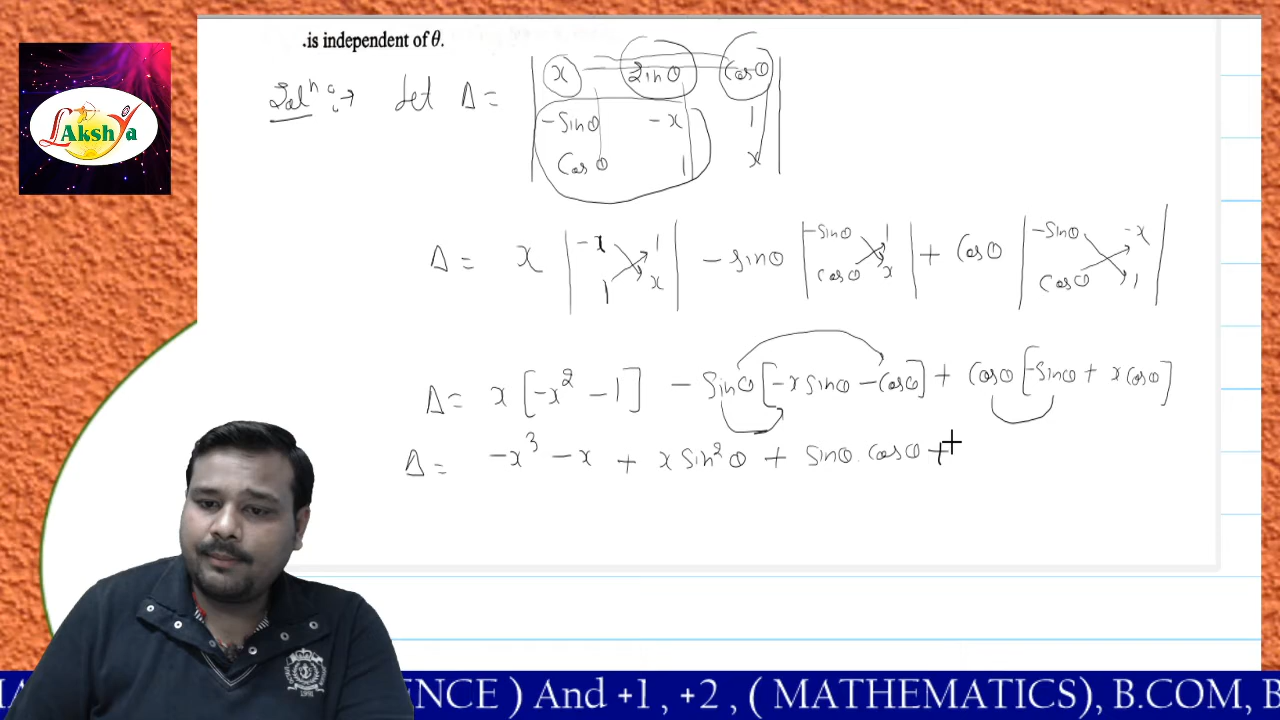 .is independent of θ.
Solⁿ :→ Let Δ = | x sinθ cosθ |
| -sinθ -x 1 |
| cosθ 1 x |
LAkshYa
Δ = x | -x 1 | - sinθ | -sinθ 1 | + cosθ | -sinθ -x |
| 1 x | | cosθ x | | cosθ 1 |
Δ = x [-x² - 1] - sinθ [-x sinθ - cosθ] + cosθ [-sinθ + x cosθ]
Δ = -x³ - x + x sin²θ + sinθ . cosθ +
ENCE ) And +1 , +2 , ( MATHEMATICS), B.COM, B